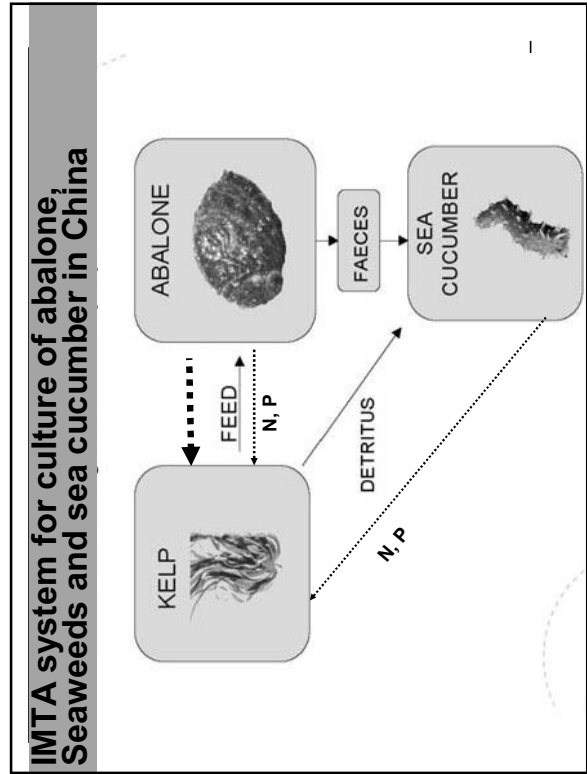 IMTA system for culture of abalone,
Seaweeds and sea cucumber in China
KELP
ABALONE
FEED
N, P
FAECES
DETRITUS
SEA
CUCUMBER
N, P